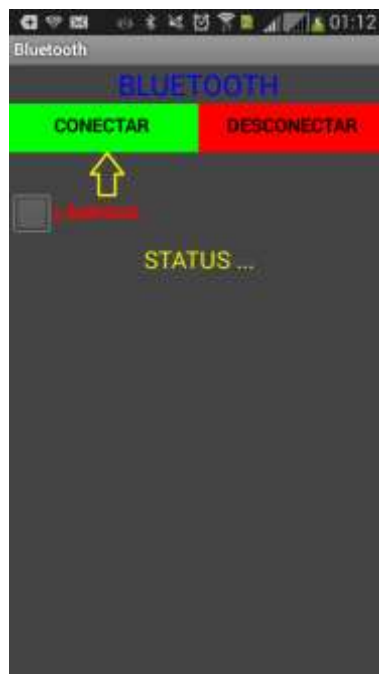 01:12
Bluetooth
BLUETOOTH
CONECTAR DESCONECTAR
STATUS ...